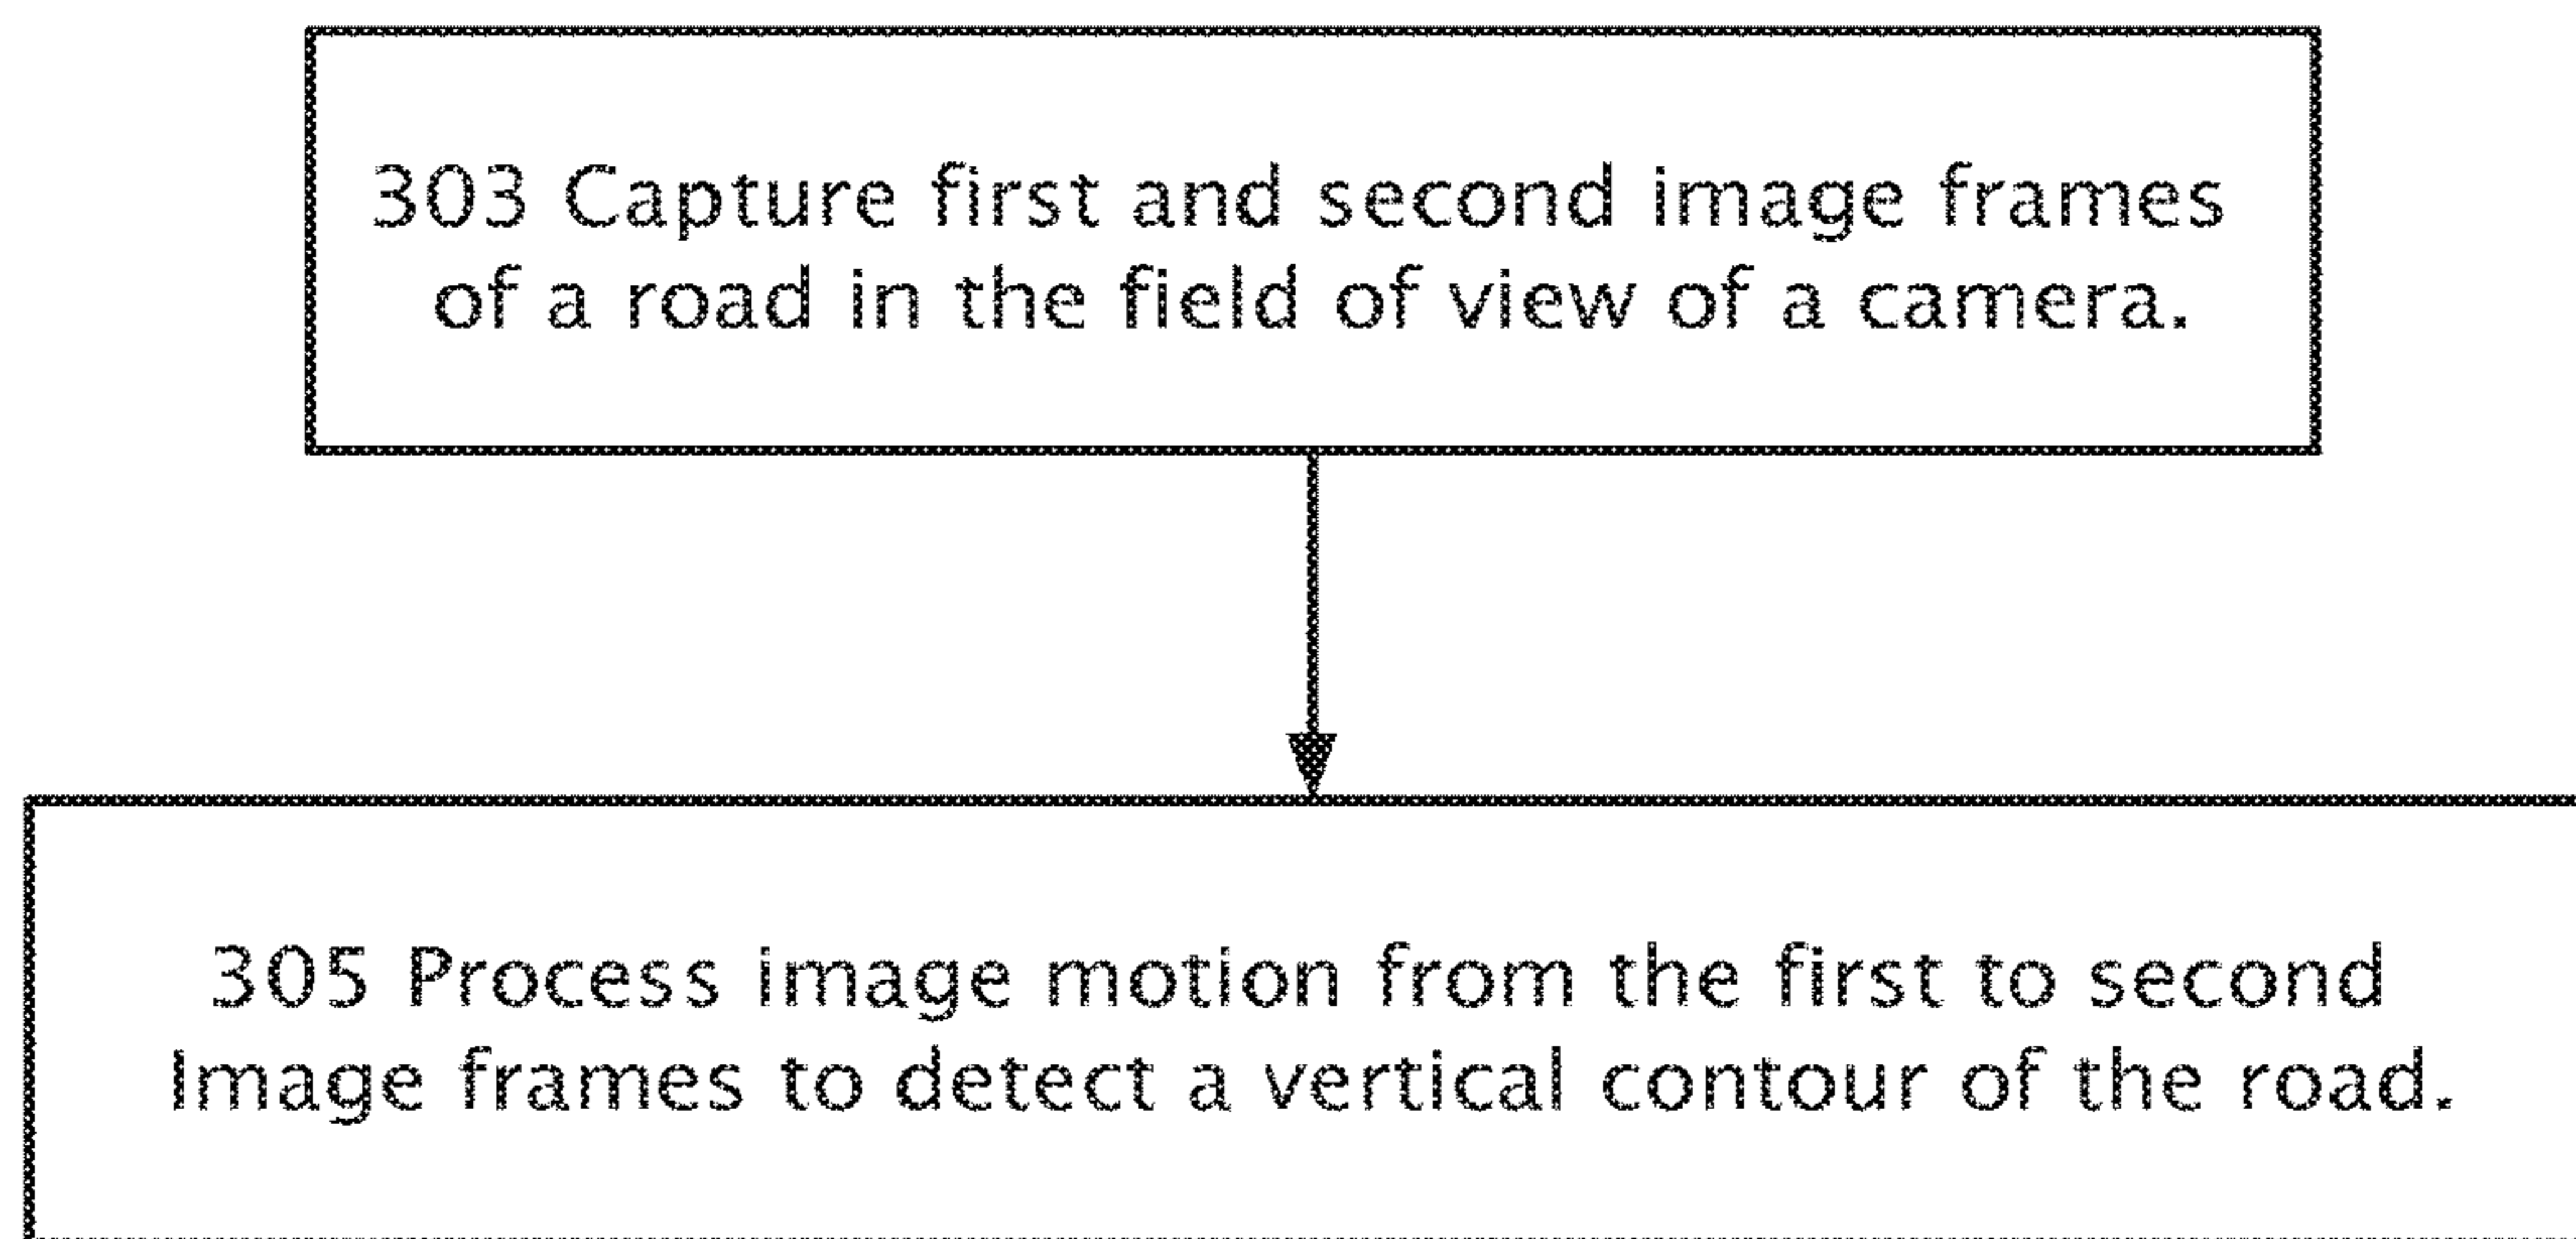 303 Capture first and second image frames
of a road in the field of view of a camera.
305 Process image motion from the first to second
Image frames to detect a vertical contour of the road.